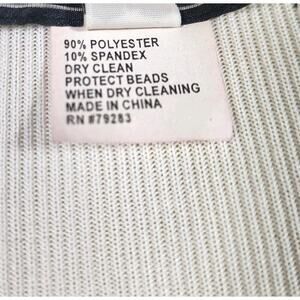 90% POLYESTER
10% SPANDEX
DRY CLEAN
PROTECT BEADS
WHEN DRY CLEANING
MADE IN CHINA
RN #79283